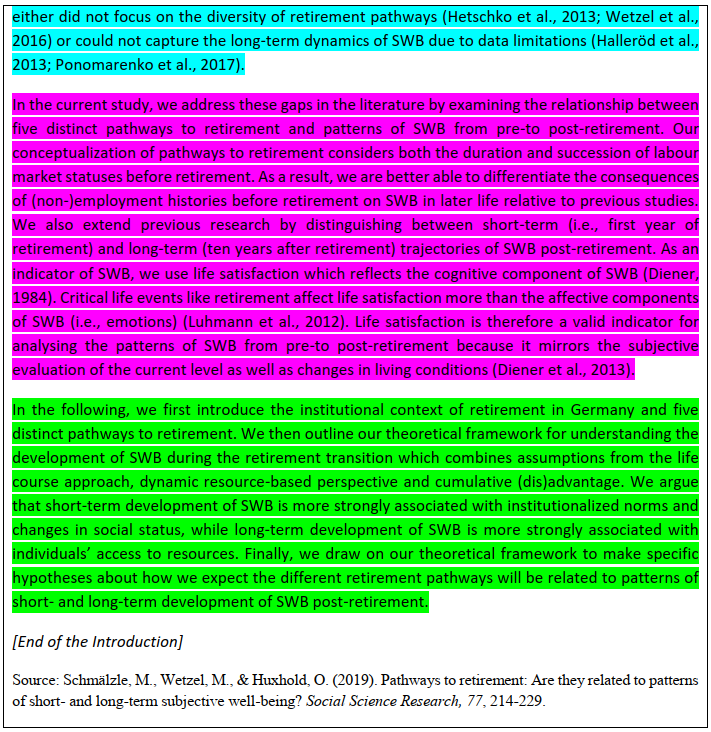 either did not focus on the diversity of retirement pathways (Hetschko et al., 2013; Wetzel et al.,
2016) or could not capture the long-term dynamics of SWB due to data limitations (Halleröd et al.,
2013; Ponomarenko et al., 2017).
In the current study, we address these gaps in the literature by examining the relationship between
five distinct pathways to retirement and patterns of SWB from pre-to post-retirement. Our
conceptualization of pathways to retirement considers both the duration and succession of labour
market statuses before retirement. As a result, we are better able to differentiate the consequences
of (non-)employment histories before retirement on SWB in later life relative to previous studies.
We also extend previous research by distinguishing between short-term (i.e., first year of
retirement) and long-term (ten years after retirement) trajectories of SWB post-retirement. As an
indicator of SWB, we use life satisfaction which reflects the cognitive component of SWB (Diener,
1984). Critical life events like retirement affect life satisfaction more than the affective components
of SWB (i.e., emotions) (Luhmann et al., 2012). Life satisfaction is therefore a valid indicator for
analysing the patterns of SWB from pre-to post-retirement because it mirrors the subjective
evaluation of the current level as well as changes in living conditions (Diener et al., 2013).
In the following, we first introduce the institutional context of retirement in Germany and five
distinct pathways to retirement. We then outline our theoretical framework for understanding the
development of SWB during the retirement transition which combines assumptions from the life
course approach, dynamic resource-based perspective and cumulative (dis)advantage. We argue
that short-term development of SWB is more strongly associated with institutionalized norms and
changes in social status, while long-term development of SWB is more strongly associated with
individuals’ access to resources. Finally, we draw on our theoretical framework to make specific
hypotheses about how we expect the different retirement pathways will be related to patterns of
short- and long-term development of SWB post-retirement.
[End of the Introduction]
Source: Schmälzle, M., Wetzel, M., & Huxhold, O. (2019). Pathways to retirement: Are they related to patterns
of short- and long-term subjective well-being? Social Science Research, 77, 214-229.